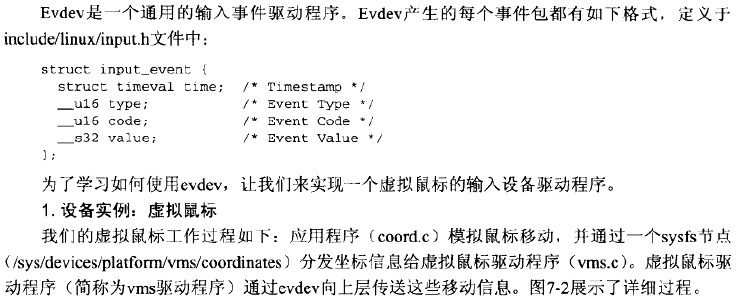 Evdev是一个通用的输入事件驱动程序。Evdev产生的每个事件包都有如下格式，定义于
include/linux/input.h文件中：
struct input_event {
struct timeval time; /* Timestamp */
__u16 type; /* Event Type */
__u16 code; /* Event Code */
__s32 value; /* Event Value */
};
为了学习如何使用evdev，让我们来实现一个虚拟鼠标的输入设备驱动程序。
1. 设备实例：虚拟鼠标
我们的虚拟鼠标工作过程如下：应用程序（coord.c）模拟鼠标移动，并通过一个sysfs节点
（/sys/devices/platform/vms/coordinates）分发坐标信息给虚拟鼠标驱动程序（vms.c）。虚拟鼠标驱
动程序（简称为vms驱动程序）通过evdev向上层传送这些移动信息。图7-2展示了详细过程。